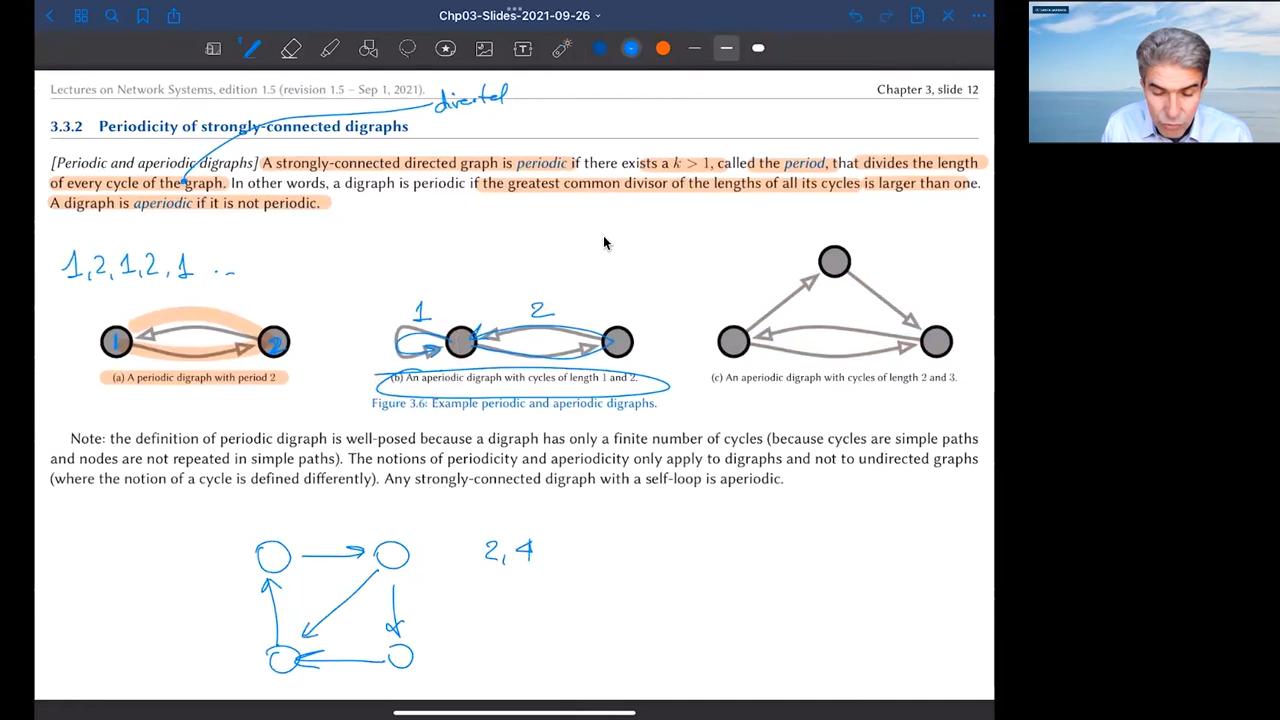 Chp03-Slides-2021-09-26
Lectures on Network Systems, edition 1.5 (revision 1.5 – Sep 1, 2021).
Chapter 3, slide 12
directed
3.3.2 Periodicity of strongly-connected digraphs
[Periodic and aperiodic digraphs] A strongly-connected directed graph is periodic if there exists a k > 1, called the period, that divides the length
of every cycle of the graph. In other words, a digraph is periodic if the greatest common divisor of the lengths of all its cycles is larger than one.
A digraph is aperiodic if it is not periodic.
1,2,1,2,1 ...
1 2
1 2
(a) A periodic digraph with period 2
(b) An aperiodic digraph with cycles of length 1 and 2.
(c) An aperiodic digraph with cycles of length 2 and 3.
Figure 3.6: Example periodic and aperiodic digraphs.
Note: the definition of periodic digraph is well-posed because a digraph has only a finite number of cycles (because cycles are simple paths
and nodes are not repeated in simple paths). The notions of periodicity and aperiodicity only apply to digraphs and not to undirected graphs
(where the notion of a cycle is defined differently). Any strongly-connected digraph with a self-loop is aperiodic.
2, 4